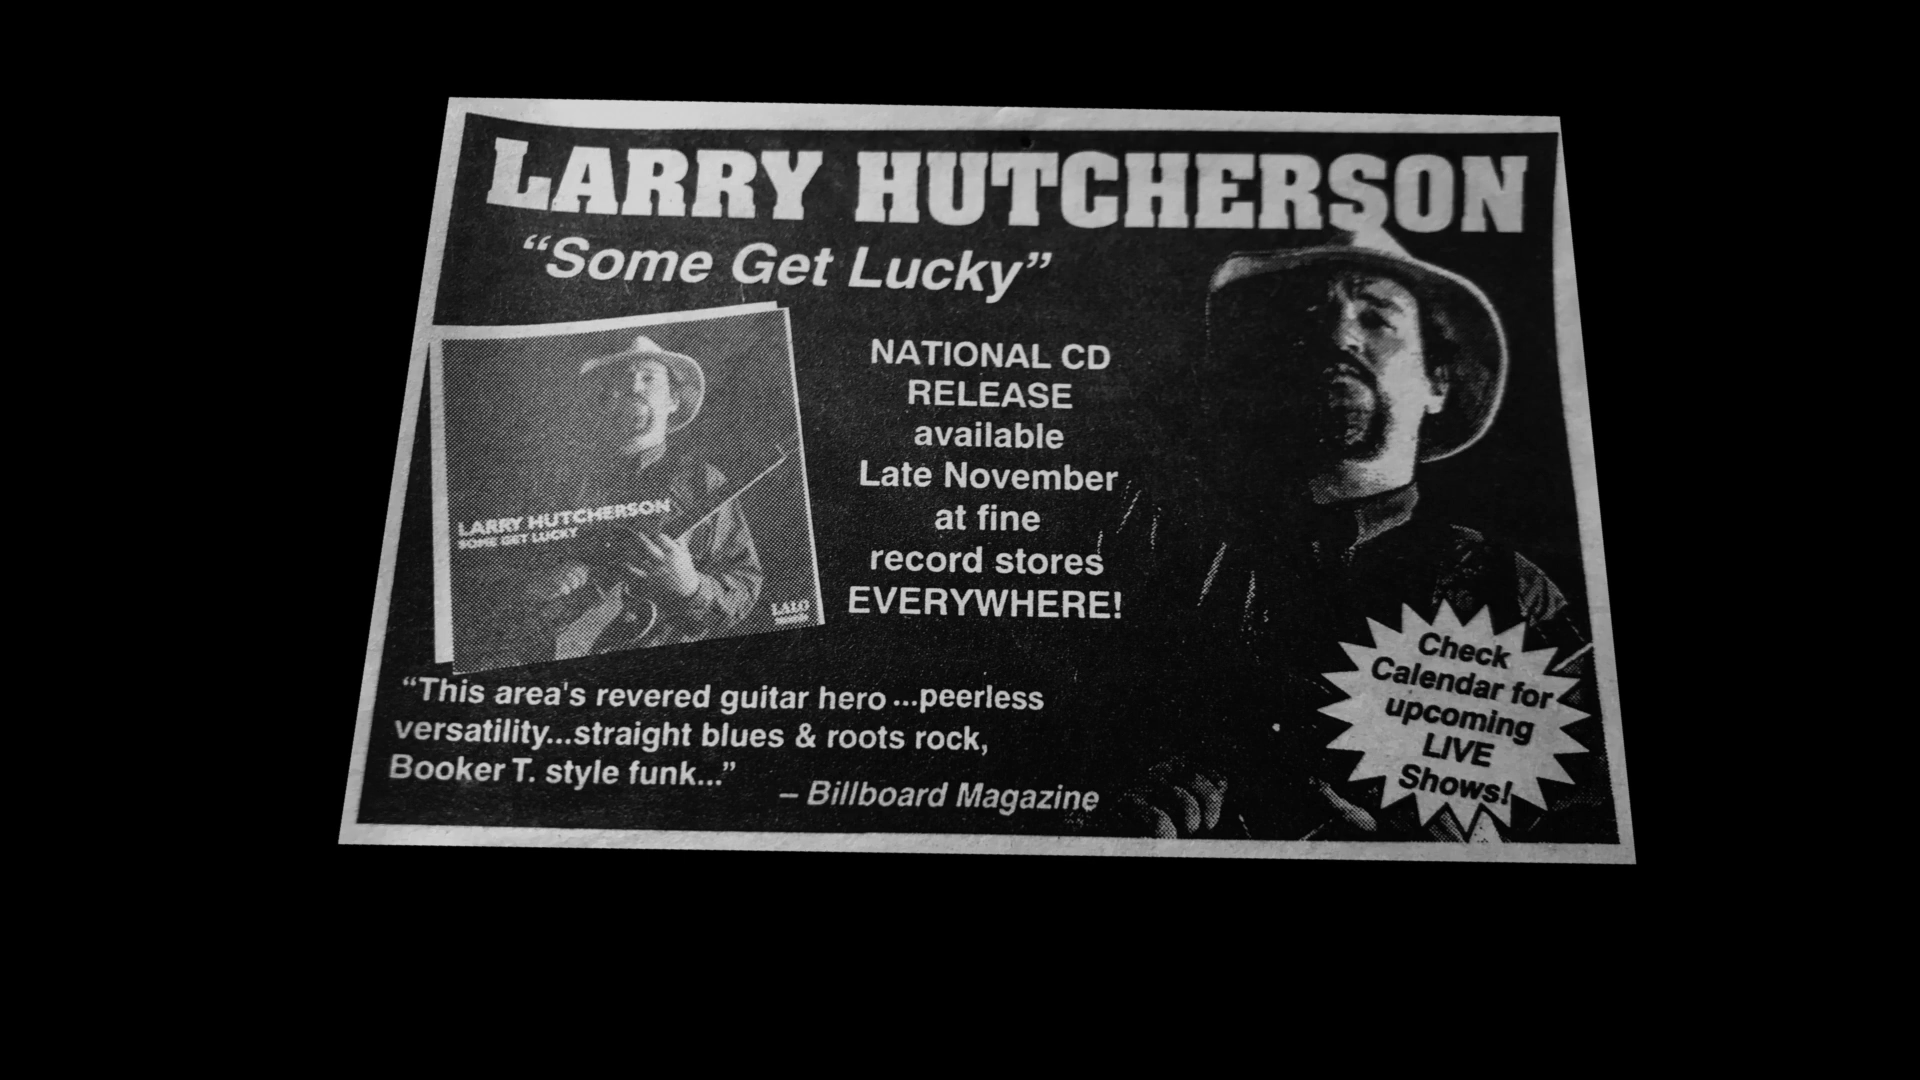 LARRY HUTCHERSON
“Some Get Lucky”
LARRY HUTCHERSON
SOME GET LUCKY
LALO
NATIONAL CD
RELEASE
available
Late November
at fine
record stores
EVERYWHERE!
“This area's revered guitar hero ...peerless
versatility...straight blues & roots rock,
Booker T. style funk...”
– Billboard Magazine
Check
Calendar for
upcoming
LIVE
Shows!